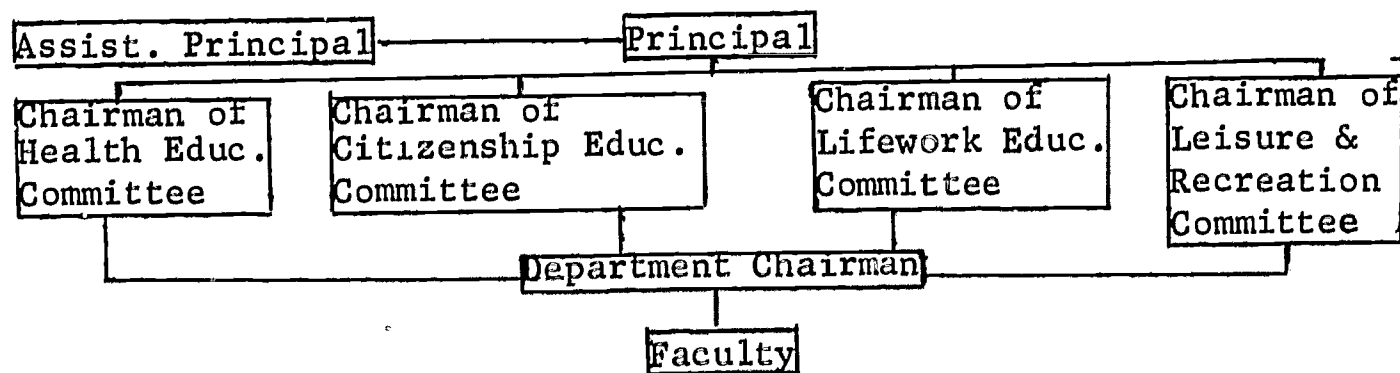 Assist. Principal
Principal
Chairman of
Health Educ.
Committee
Chairman of
Citizenship Educ.
Committee
Chairman of
Lifework Educ.
Committee
Chairman of
Leisure &
Recreation
Committee
Department Chairman
Faculty